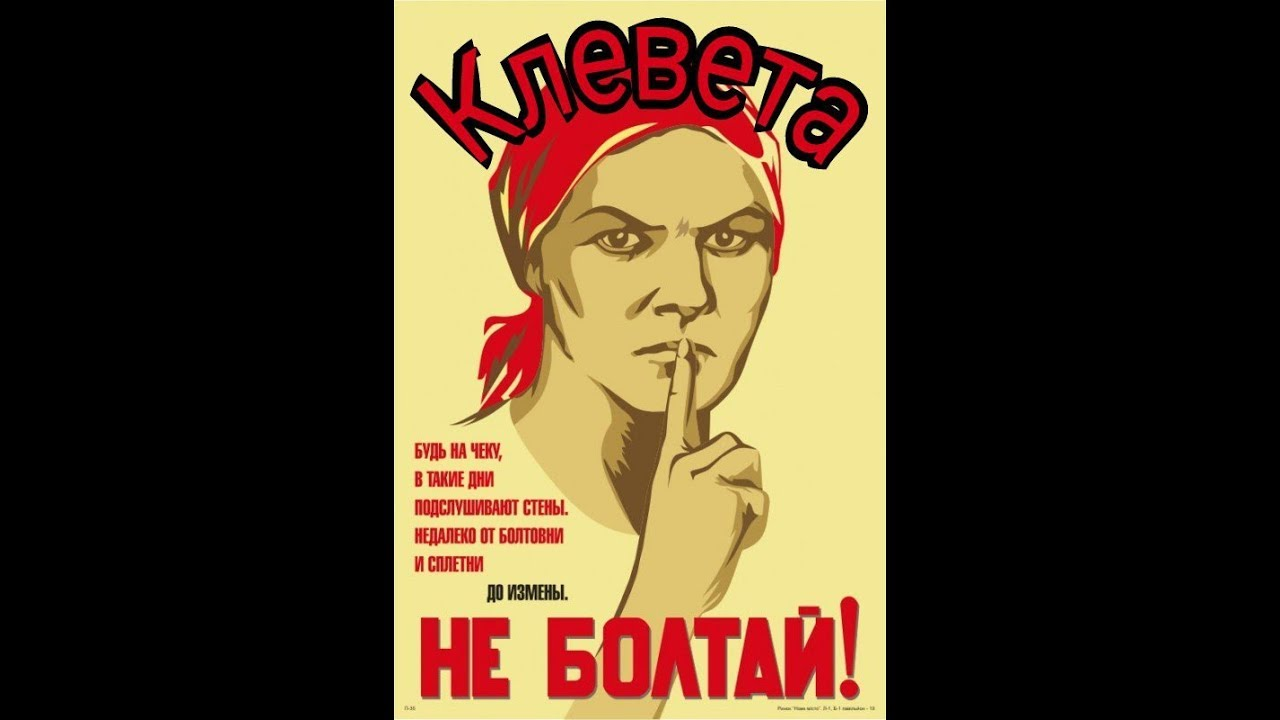 Клевета
БУДЬ НА ЧЕКУ,
В ТАКИЕ ДНИ
ПОДСЛУШИВАЮТ СТЕНЫ.
НЕДАЛЕКО ОТ БОЛТОВНИ
И СПЛЕТНИ
ДО ИЗМЕНЫ.
НЕ БОЛТАЙ!